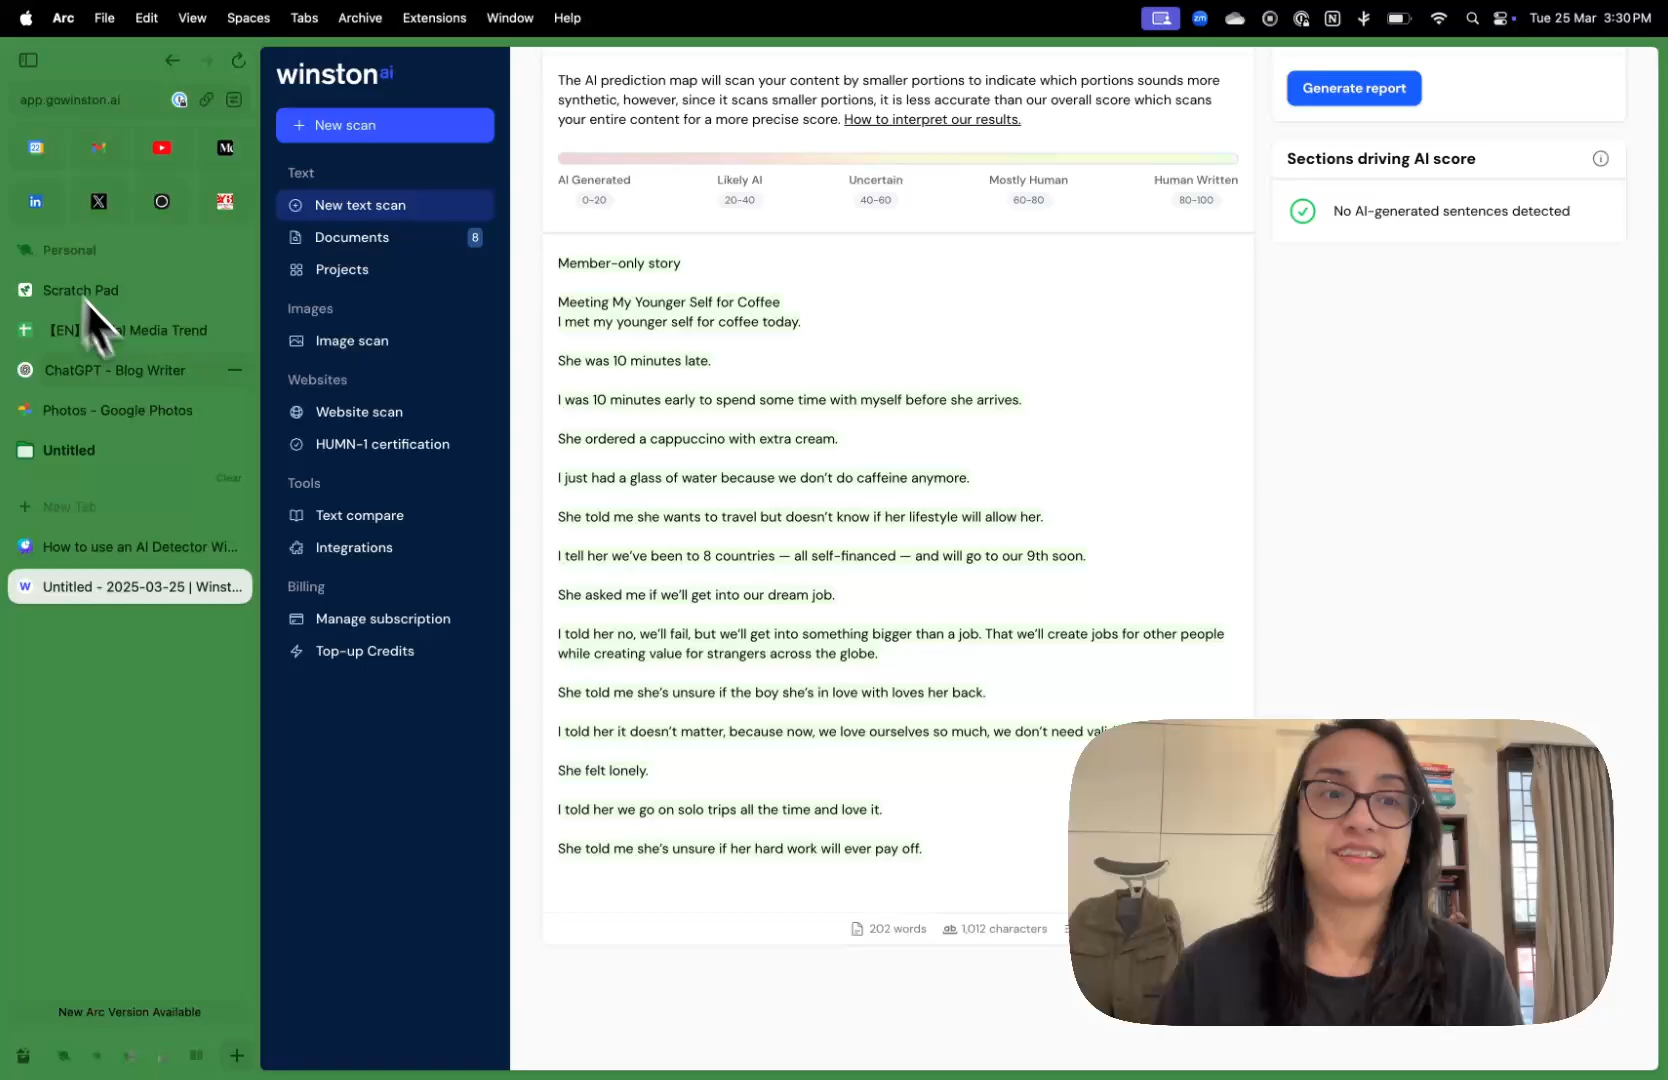 Arc File Edit View Spaces Tabs Archive Extensions Window Help
zm
Tue 25 Mar 3:30 PM
app.gowinston.ai
Personal
Scratch Pad
Media Trend
ChatGPT - Blog Writer
Photos - Google Photos
Untitled
Clear
New Tab
How to use an AI Detector Wi...
W Untitled - 2025-03-25 | Winst...
New Arc Version Available
winston ai
+ New scan
Text
New text scan
Documents 8
Projects
Images
Image scan
Websites
Website scan
HUMN-1 certification
Tools
Text compare
Integrations
Billing
Manage subscription
Top-up Credits
The AI prediction map will scan your content by smaller portions to indicate which portions sounds more
synthetic, however, since it scans smaller portions, it is less accurate than our overall score which scans
your entire content for a more precise score. How to interpret our results.
AI Generated Likely AI Uncertain Mostly Human Human Written
0-20 20-40 40-60 60-80 80-100
Member-only story
Meeting My Younger Self for Coffee
I met my younger self for coffee today.
She was 10 minutes late.
I was 10 minutes early to spend some time with myself before she arrives.
She ordered a cappuccino with extra cream.
I just had a glass of water because we don't do caffeine anymore.
She told me she wants to travel but doesn't know if her lifestyle will allow her.
I tell her we've been to 8 countries — all self-financed — and will go to our 9th soon.
She asked me if we'll get into our dream job.
I told her no, we'll fail, but we'll get into something bigger than a job. That we'll create jobs for other people
while creating value for strangers across the globe.
She told me she's unsure if the boy she's in love with loves her back.
I told her it doesn't matter, because now, we love ourselves so much, we don't need
She felt lonely.
I told her we go on solo trips all the time and love it.
She told me she's unsure if her hard work will ever pay off.
202 words 1,012 characters
Generate report
Sections driving AI score
No AI-generated sentences detected